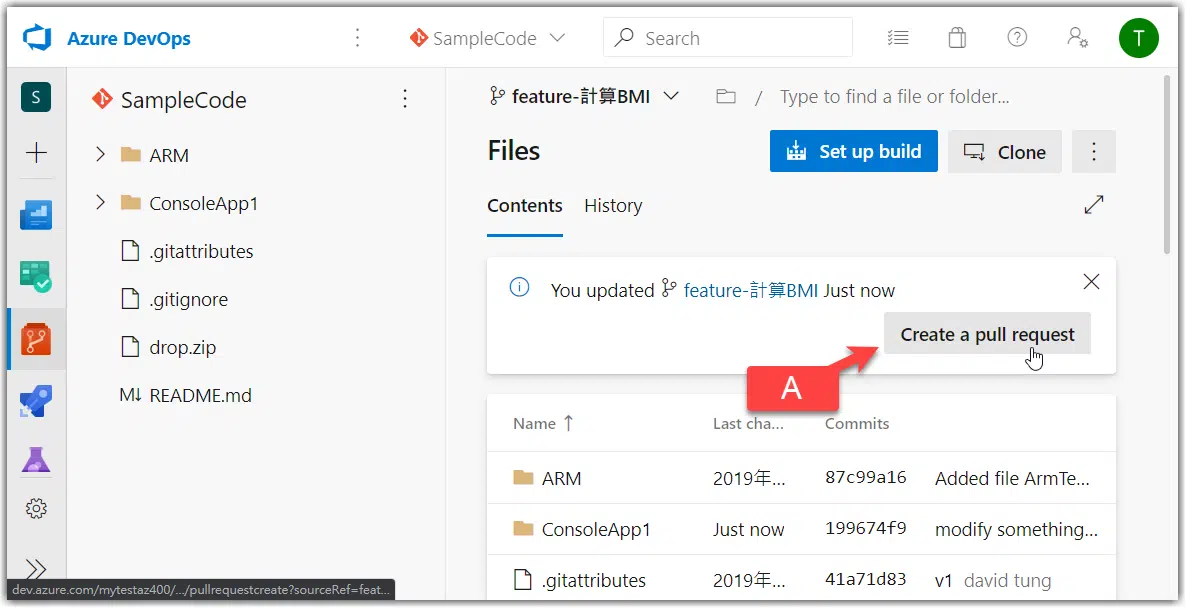 Azure DevOps
SampleCode
Search
T
S
SampleCode
ARM
ConsoleApp1
.gitattributes
.gitignore
drop.zip
M↓ README.md
feature-計算BMI
/ Type to find a file or folder...
Files
Set up build
Clone
Contents
History
You updated feature-計算BMI Just now
Create a pull request
A
Name ↑ Last cha... Commits
ARM 2019年... 87c99a16 Added file ArmTe...
ConsoleApp1 Just now 199674f9 modify something...
.gitattributes 2019年... 41a71d83 v1 david tung
dev.azure.com/mytestaz400/.../pullrequestcreate?sourceRef=feat...